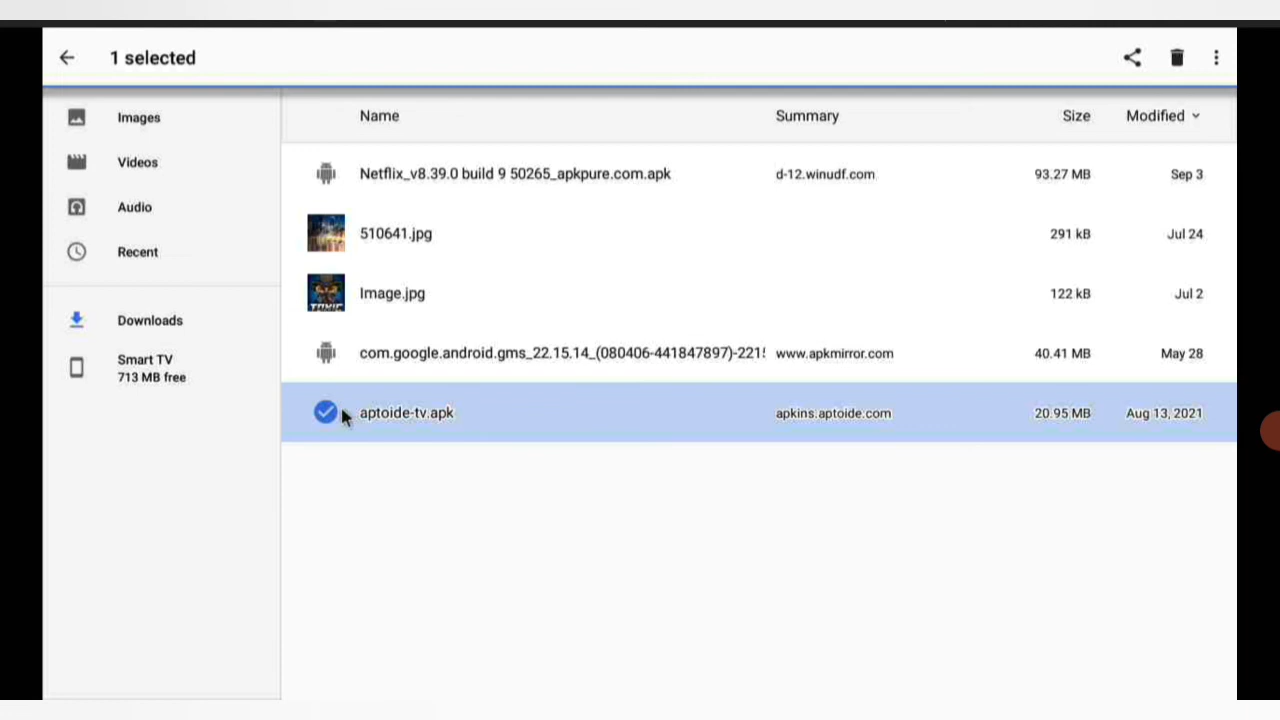 1 selected
Images
Videos
Audio
Recent
Downloads
Smart TV
713 MB free
Name Summary Size Modified
Netflix_v8.39.0 build 9 50265_apkpure.com.apk d-12.winudf.com 93.27 MB Sep 3
510641.jpg 291 kB Jul 24
Image.jpg 122 kB Jul 2
com.google.android.gms_22.15.14_(080406-441847897)-221 www.apkmirror.com 40.41 MB May 28
aptoide-tv.apk apkins.aptoide.com 20.95 MB Aug 13, 2021